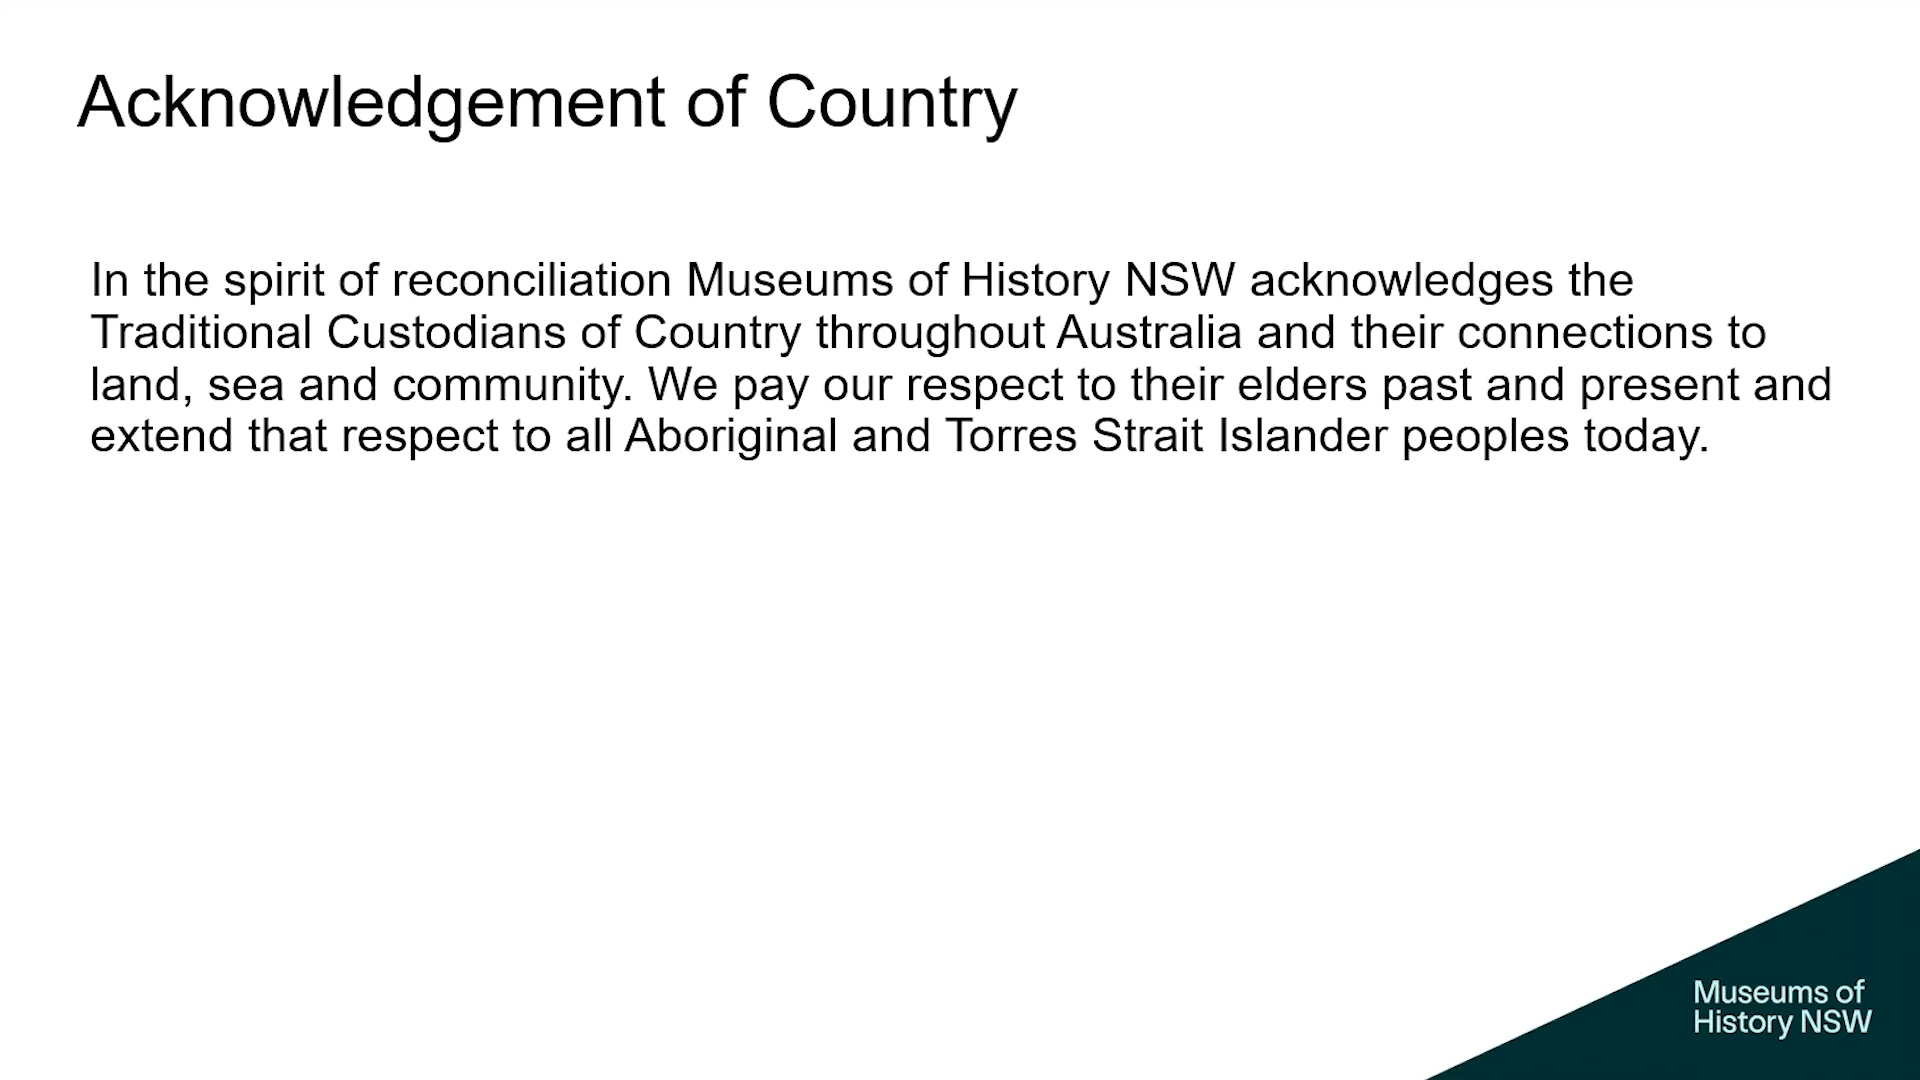 Acknowledgement of Country
In the spirit of reconciliation Museums of History NSW acknowledges the
Traditional Custodians of Country throughout Australia and their connections to
land, sea and community. We pay our respect to their elders past and present and
extend that respect to all Aboriginal and Torres Strait Islander peoples today.
Museums of
History NSW